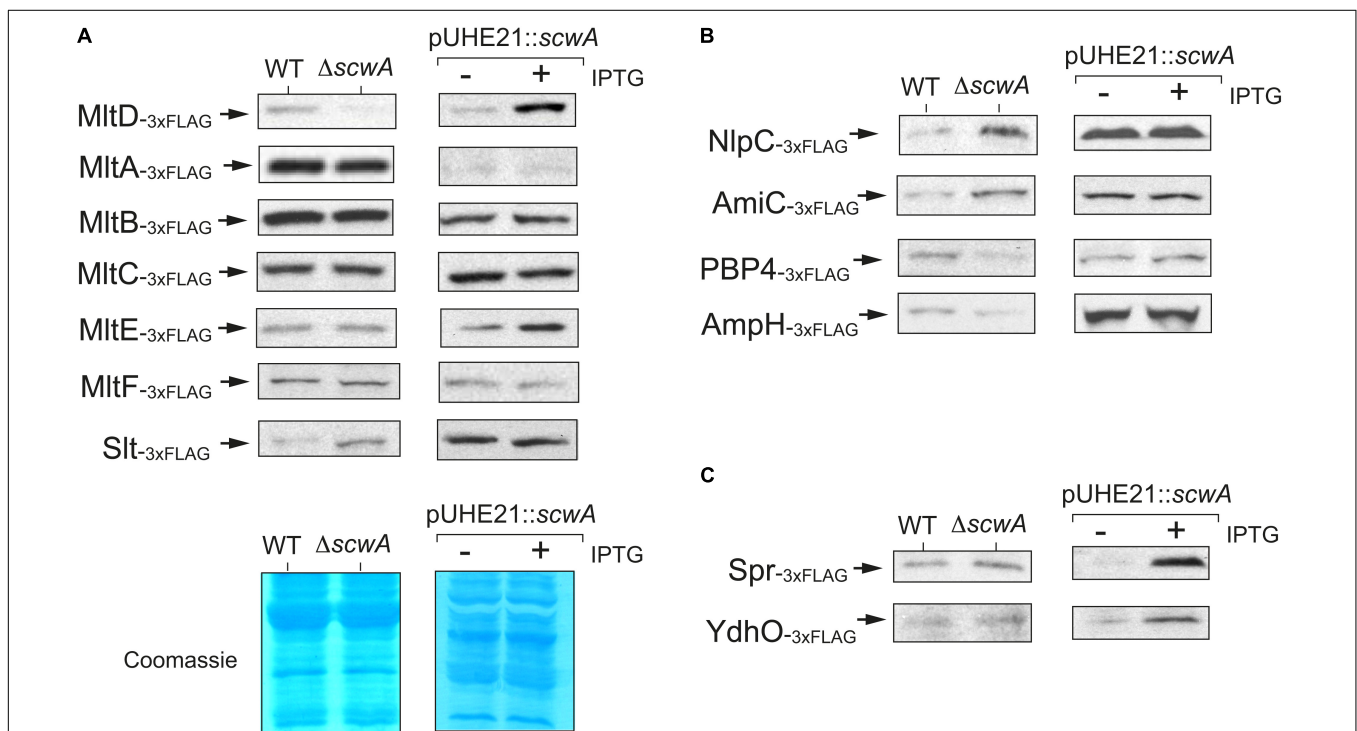 A
pUHE21::scwA
WT ΔscwA
- + IPTG
MltD-3xFLAG
MltA-3xFLAG
MltB-3xFLAG
MltC-3xFLAG
MltE-3xFLAG
MltF-3xFLAG
Slt-3xFLAG
pUHE21::scwA
WT ΔscwA
- + IPTG
Coomassie
B
pUHE21::scwA
WT ΔscwA
- + IPTG
NlpC-3xFLAG
AmiC-3xFLAG
PBP4-3xFLAG
AmpH-3xFLAG
C
pUHE21::scwA
WT ΔscwA
- + IPTG
Spr-3xFLAG
YdhO-3xFLAG